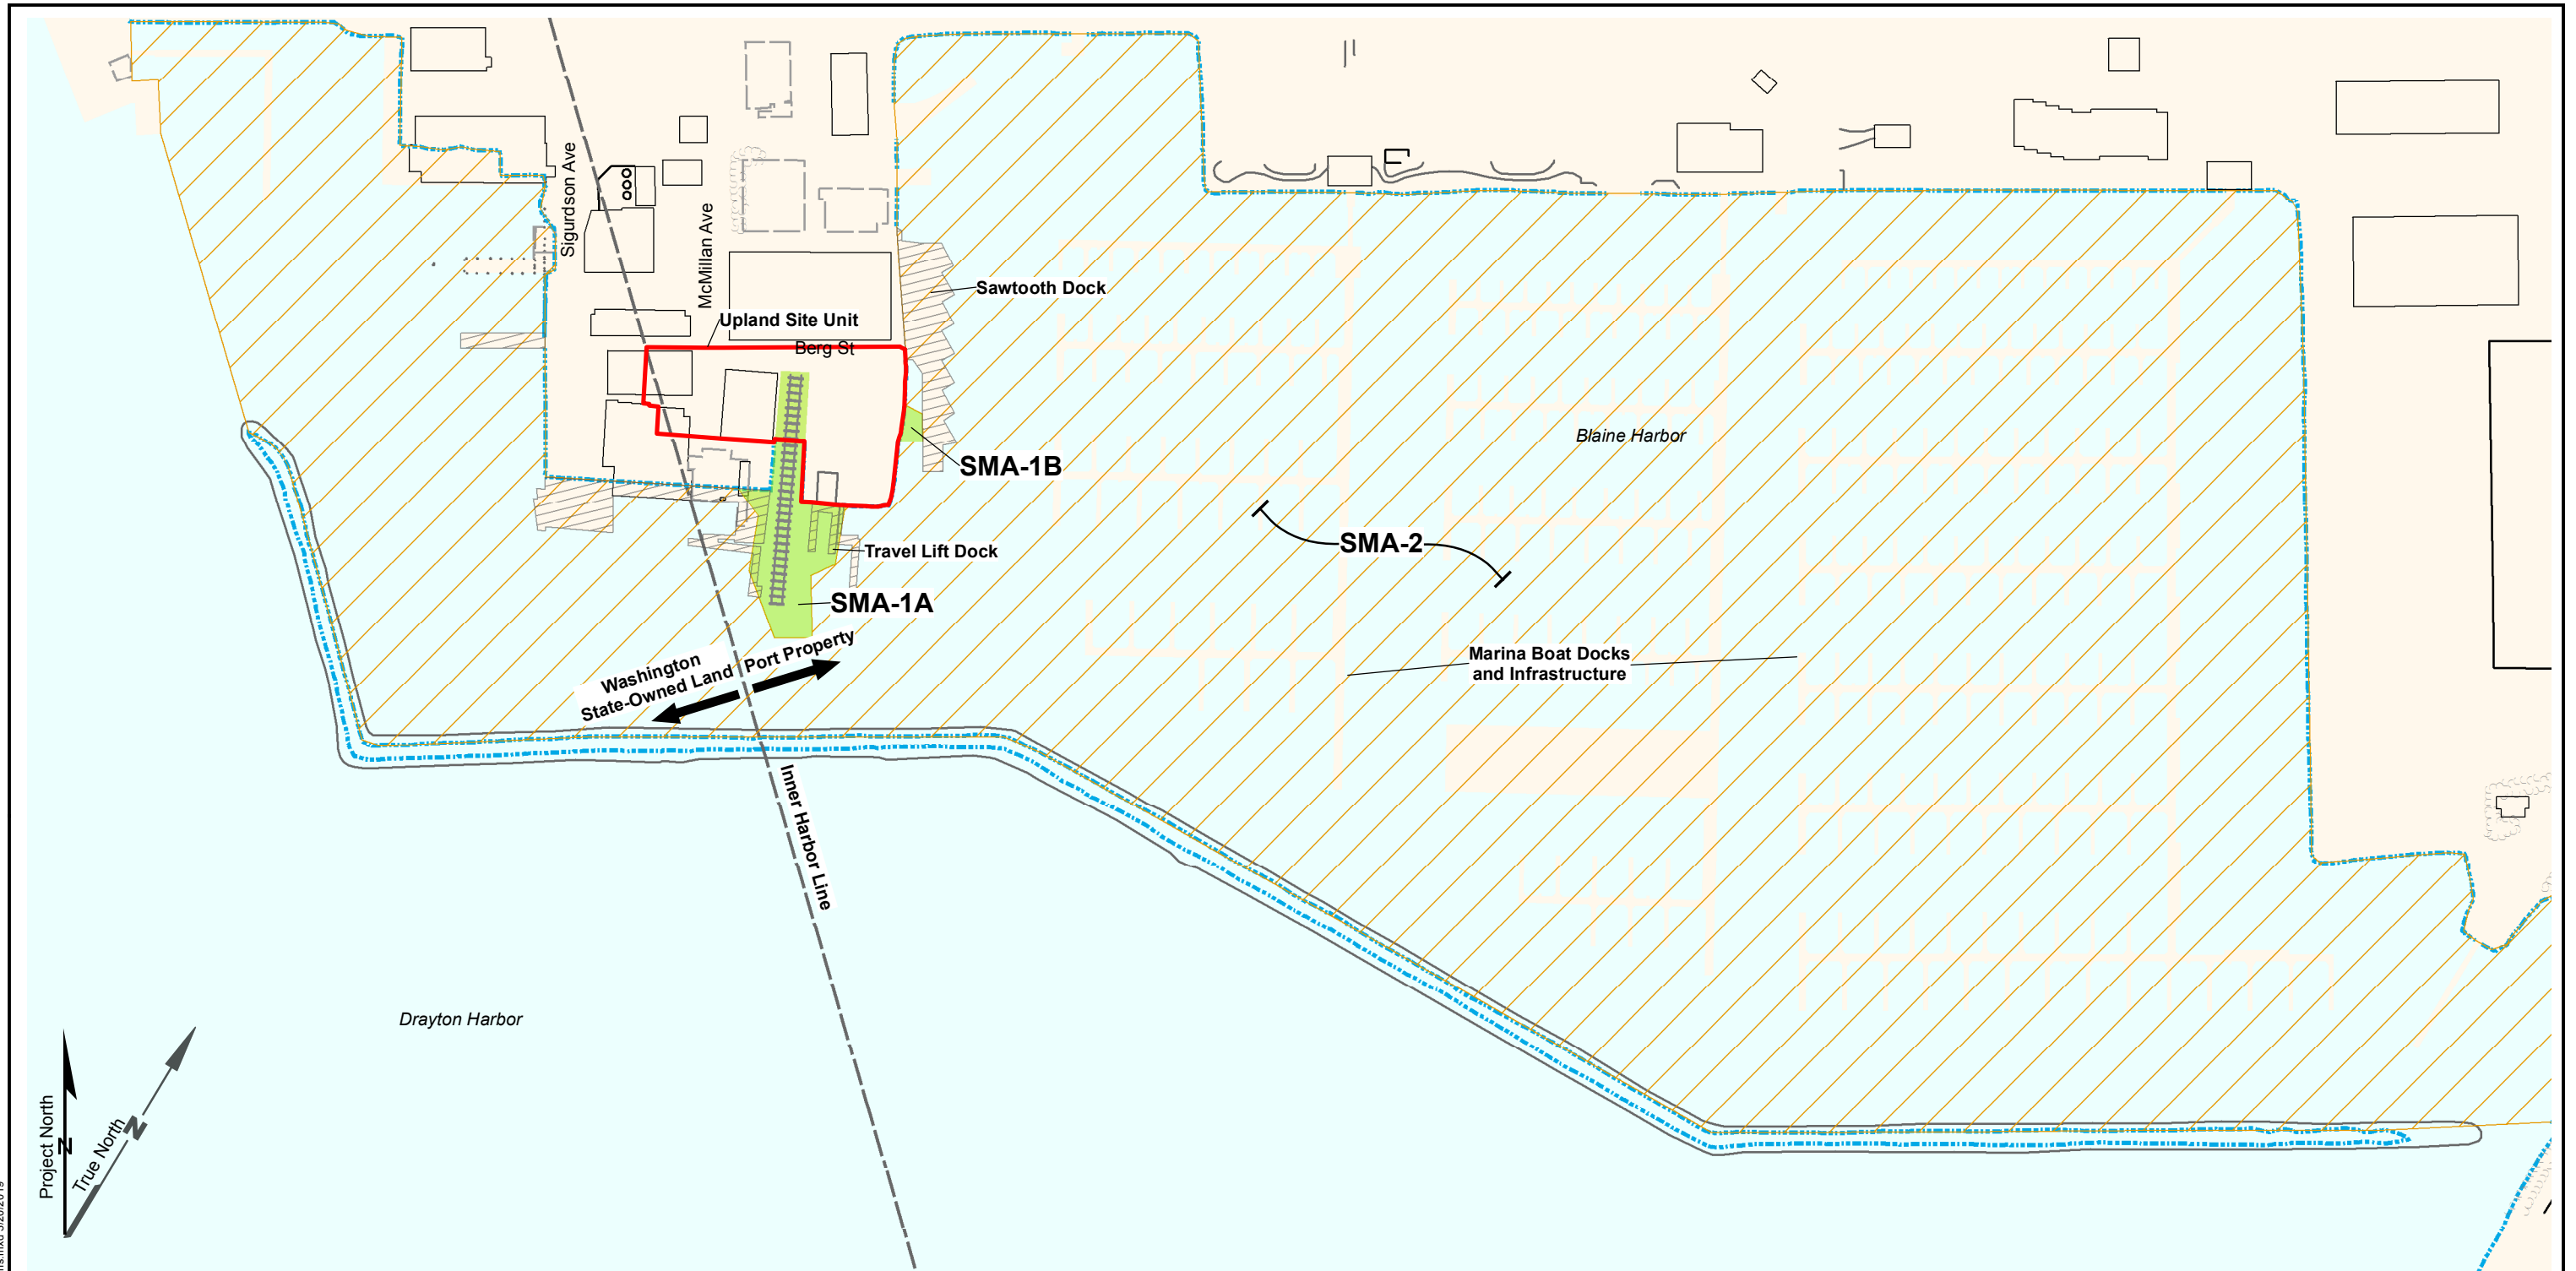 Sigurdson Ave
McMillan Ave
Sawtooth Dock
Upland Site Unit
Berg St
Blaine Harbor
SMA-1B
SMA-2
Travel Lift Dock
SMA-1A
Washington
State-Owned Land
Port Property
Marina Boat Docks
and Infrastructure
Inner Harbor Line
Drayton Harbor
Project North
N
True North
N